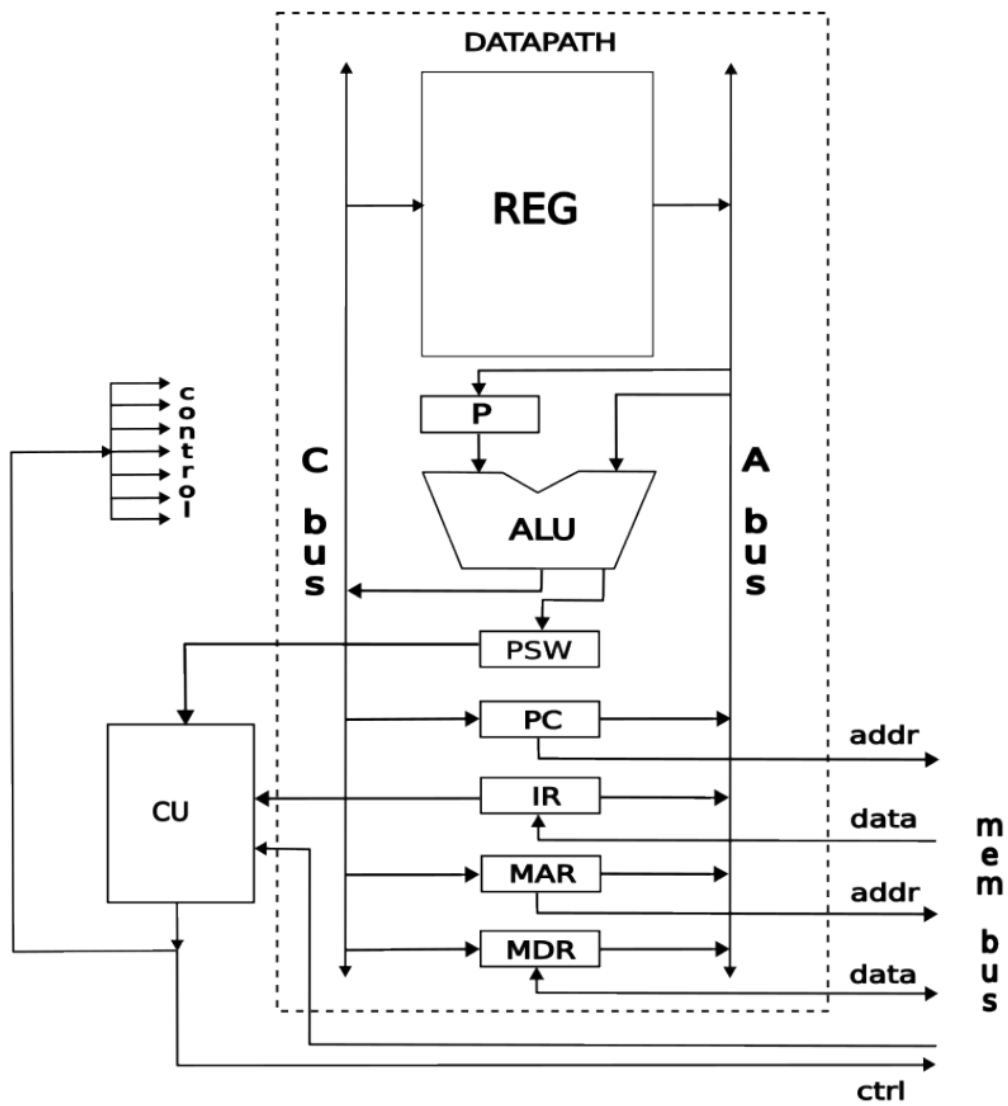 DATAPATH
REG
control
P
C bus
A bus
ALU
PSW
PC
addr
CU
IR
data
mem bus
MAR
addr
MDR
data
ctrl